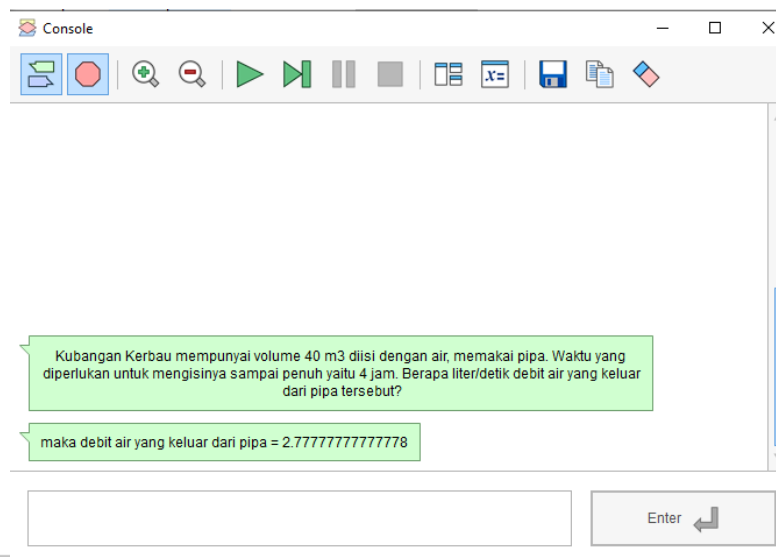 Console
x=
Kubangan Kerbau mempunyai volume 40 m3 diisi dengan air, memakai pipa. Waktu yang
diperlukan untuk mengisinya sampai penuh yaitu 4 jam. Berapa liter/detik debit air yang keluar
dari pipa tersebut?
maka debit air yang keluar dari pipa = 2.77777777777778
Enter